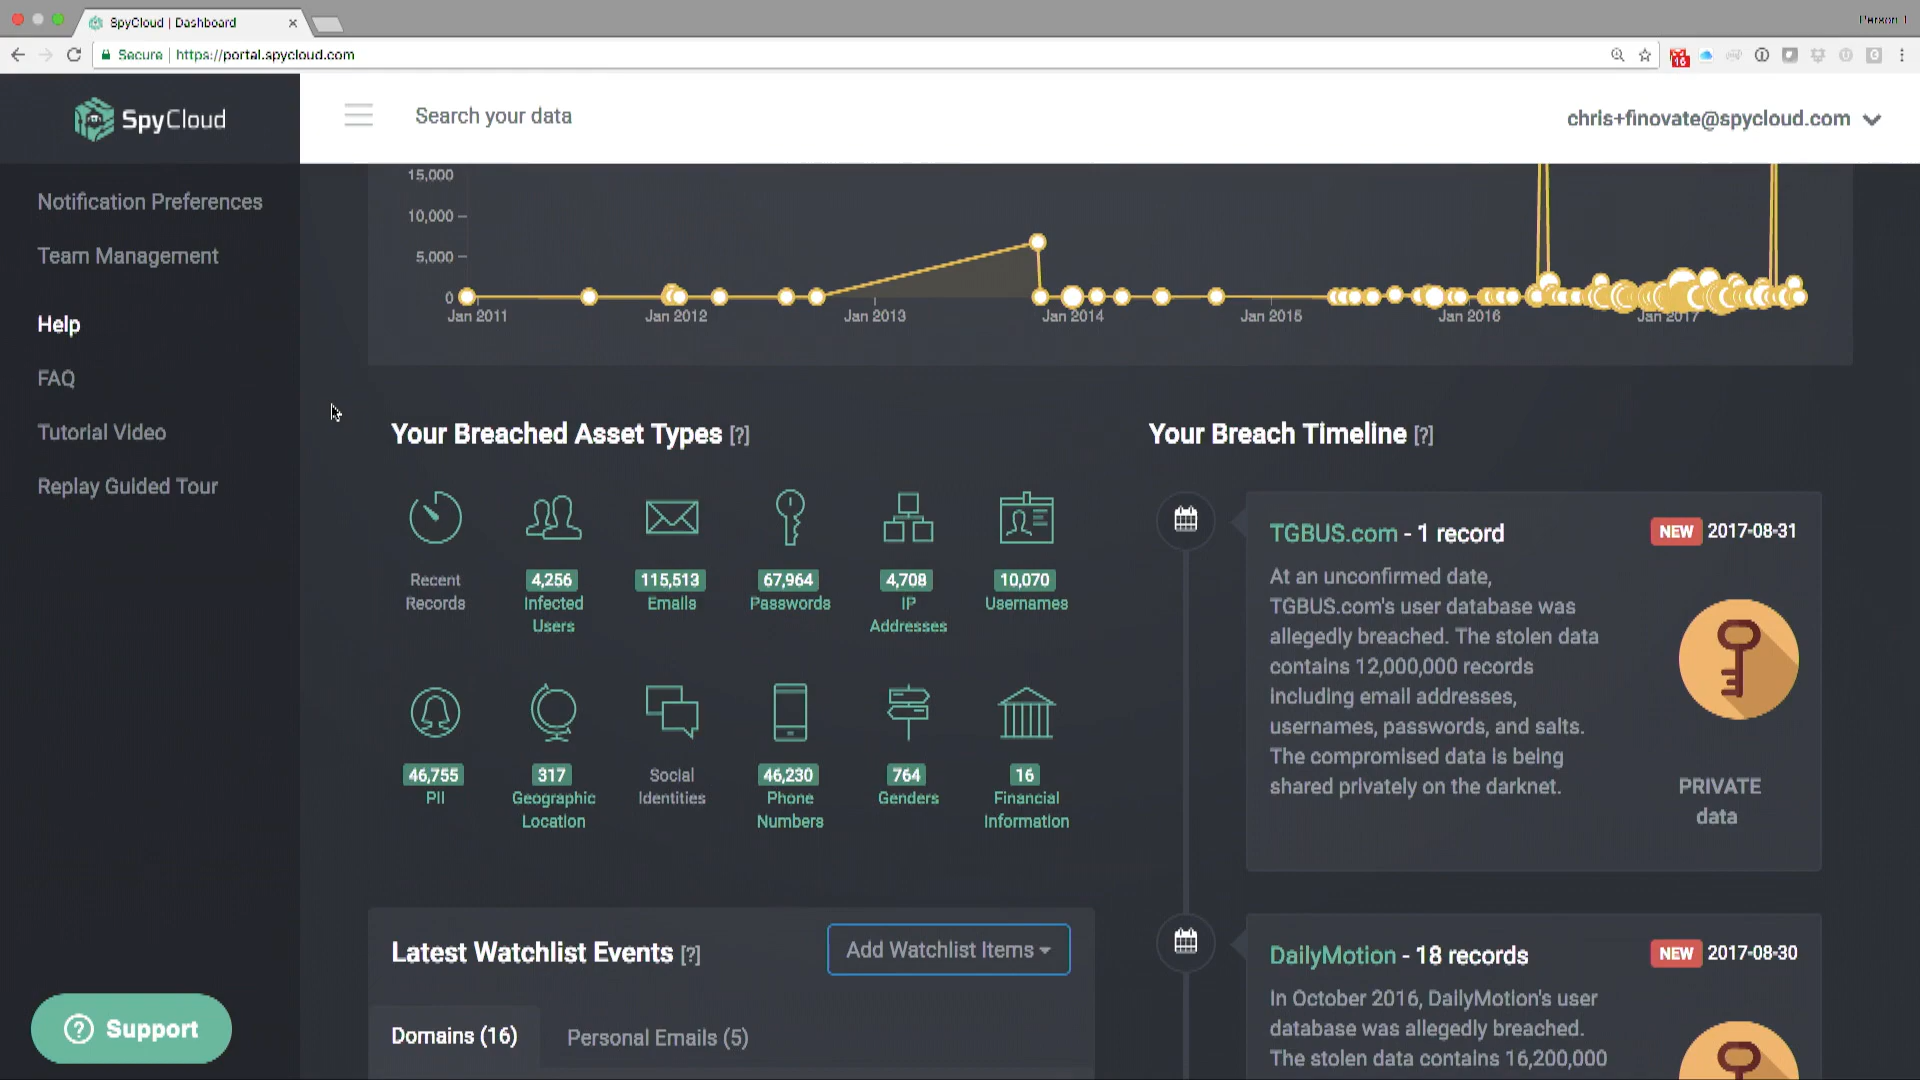 SpyCloud | Dashboard
Person 1
Secure
https://portal.spycloud.com
16
SpyCloud
Search your data
chris+finovate@spycloud.com
Notification Preferences
Team Management
Help
FAQ
Tutorial Video
Replay Guided Tour
Support
15,000
10,000
5,000
0
Jan 2011
Jan 2012
Jan 2013
Jan 2014
Jan 2015
Jan 2016
Jan 2017
Your Breached Asset Types [?]
Recent
Records
4,256
Infected
Users
115,513
Emails
67,964
Passwords
4,708
IP
Addresses
10,070
Usernames
46,755
PII
317
Geographic
Location
Social
Identities
46,230
Phone
Numbers
764
Genders
16
Financial
Information
Latest Watchlist Events [?]
Add Watchlist Items
Domains (16)
Personal Emails (5)
Your Breach Timeline [?]
TGBUS.com - 1 record
NEW 2017-08-31
At an unconfirmed date,
TGBUS.com's user database was
allegedly breached. The stolen data
contains 12,000,000 records
including email addresses,
usernames, passwords, and salts.
The compromised data is being
shared privately on the darknet.
PRIVATE
data
DailyMotion - 18 records
NEW 2017-08-30
In October 2016, DailyMotion's user
database was allegedly breached.
The stolen data contains 16,200,000